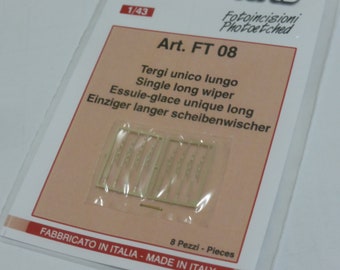 1/43
Fotoincisioni
Photoetched
Art. FT 08
Tergi unico lungo
Single long wiper
Essuie-glace unique long
Einziger langer scheibenwischer
8 Pezzi - Pieces
FABBRICATO IN ITALIA - MADE IN ITALY